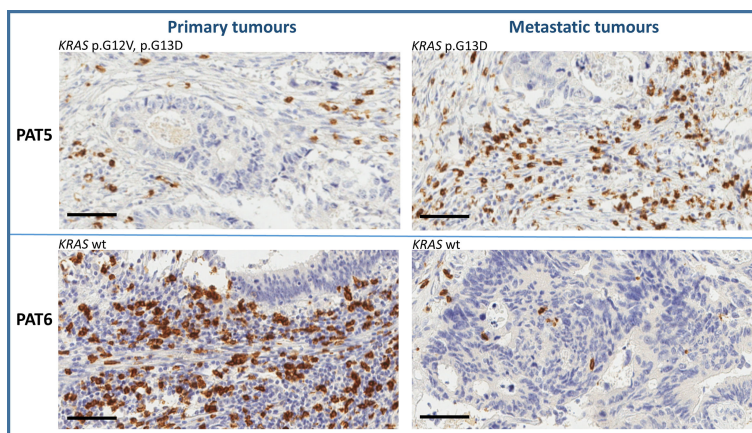 Primary tumours
Metastatic tumours
KRAS p.G12V, p.G13D
KRAS p.G13D
PAT5
KRAS wt
KRAS wt
PAT6